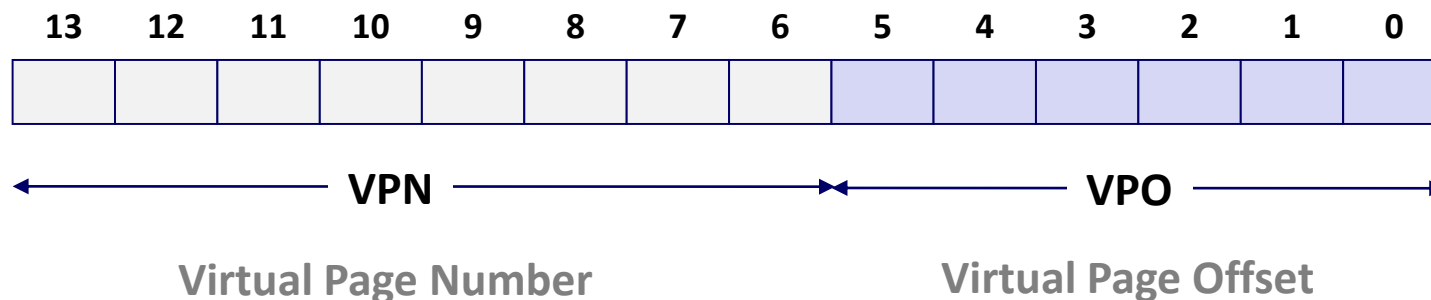 13 12 11 10 9 8 7 6 5 4 3 2 1 0
VPN VPO
Virtual Page Number Virtual Page Offset